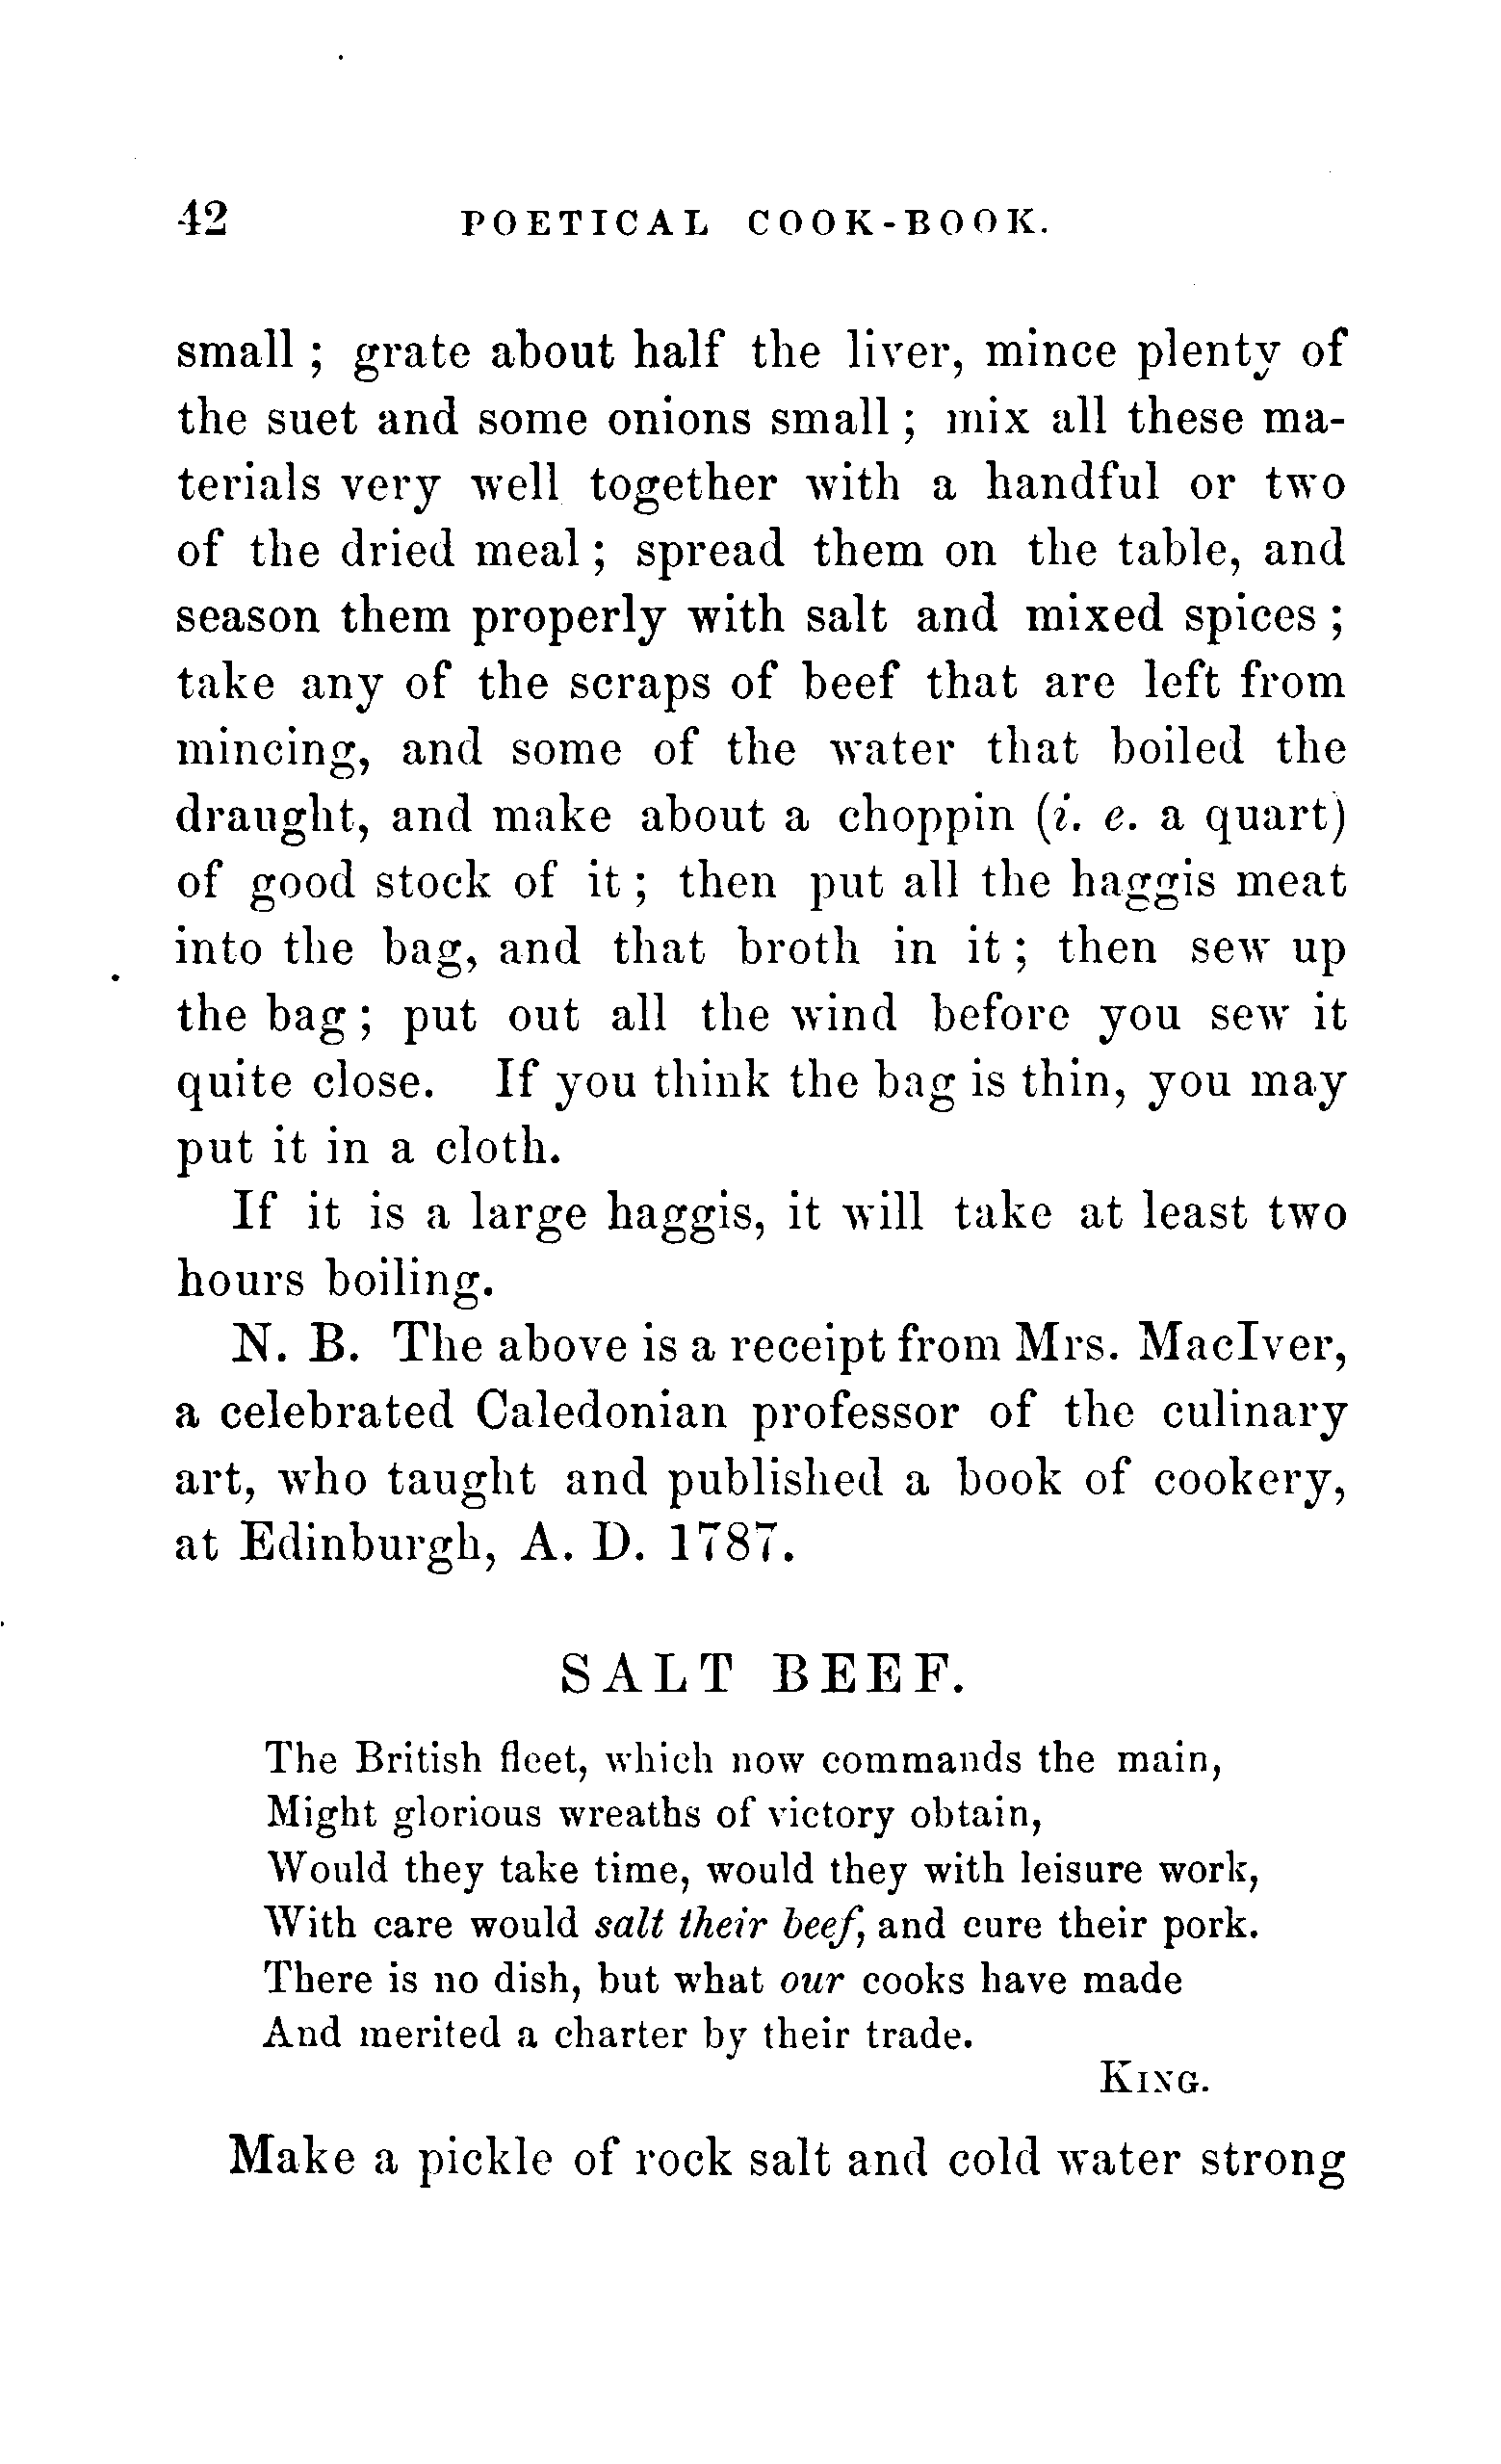 42 POETICAL COOK-BOOK.
small; grate about half the liver, mince plenty of
the suet and some onions small; mix all these ma-
terials very well together with a handful or two
of the dried meal; spread them on the table, and
season them properly with salt and mixed spices;
take any of the scraps of beef that are left from
mincing, and some of the water that boiled the
draught, and make about a choppin (i. e. a quart)
of good stock of it; then put all the haggis meat
into the bag, and that broth in it; then sew up
the bag; put out all the wind before you sew it
quite close. If you think the bag is thin, you may
put it in a cloth.
If it is a large haggis, it will take at least two
hours boiling.
N. B. The above is a receipt from Mrs. MacIver,
a celebrated Caledonian professor of the culinary
art, who taught and published a book of cookery,
at Edinburgh, A. D. 1787.
SALT BEEF.
The British fleet, which now commands the main,
Might glorious wreaths of victory obtain,
Would they take time, would they with leisure work,
With care would salt their beef, and cure their pork.
There is no dish, but what our cooks have made
And merited a charter by their trade.
KING.
Make a pickle of rock salt and cold water strong